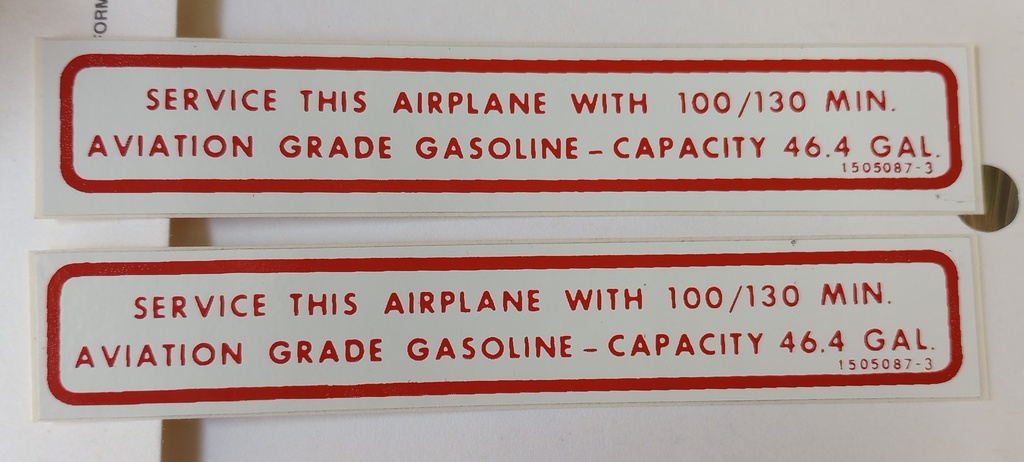 FORM
SERVICE THIS AIRPLANE WITH 100/130 MIN.
AVIATION GRADE GASOLINE – CAPACITY 46.4 GAL.
1505087-3
SERVICE THIS AIRPLANE WITH 100/130 MIN.
AVIATION GRADE GASOLINE – CAPACITY 46.4 GAL.
1505087-3